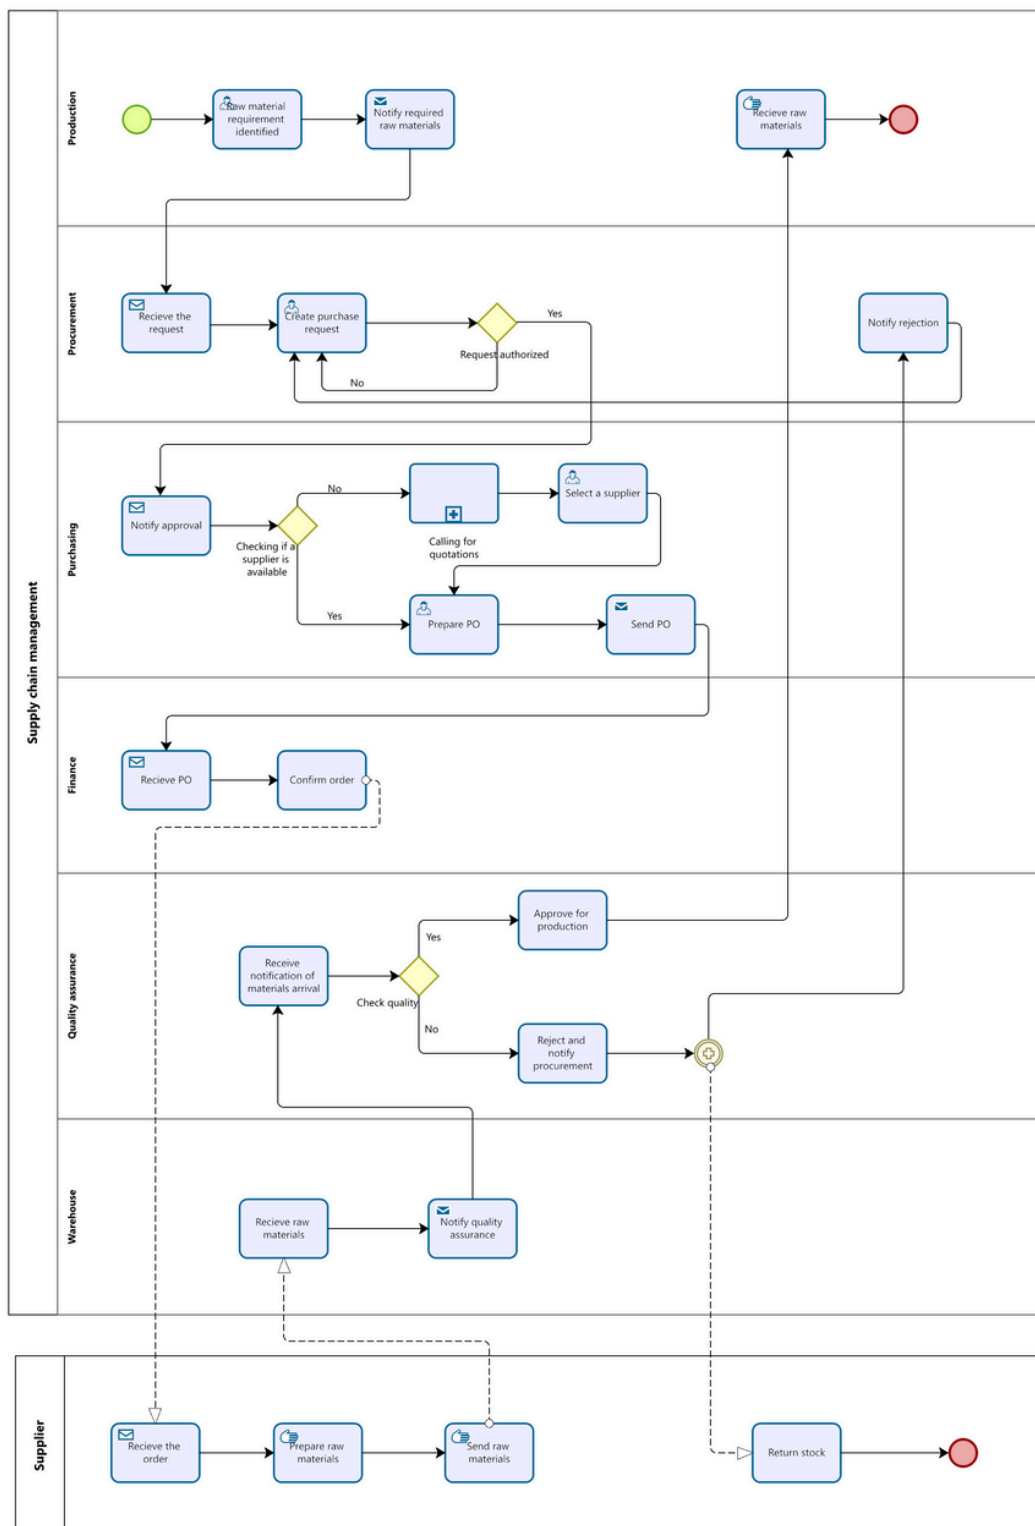 Supply chain management
Production
Raw material
requirement
identified
Notify required
raw materials
Recieve raw
materials
Procurement
Recieve the
request
Create purchase
request
Yes
Request authorized
No
Notify rejection
Purchasing
Notify approval
Checking if a
supplier is
available
No
Calling for
quotations
Select a supplier
Yes
Prepare PO
Send PO
Finance
Recieve PO
Confirm order
Quality assurance
Receive
notification of
materials arrival
Check quality
Yes
Approve for
production
No
Reject and
notify
procurement
Warehouse
Recieve raw
materials
Notify quality
assurance
Supplier
Recieve the
order
Prepare raw
materials
Send raw
materials
Return stock